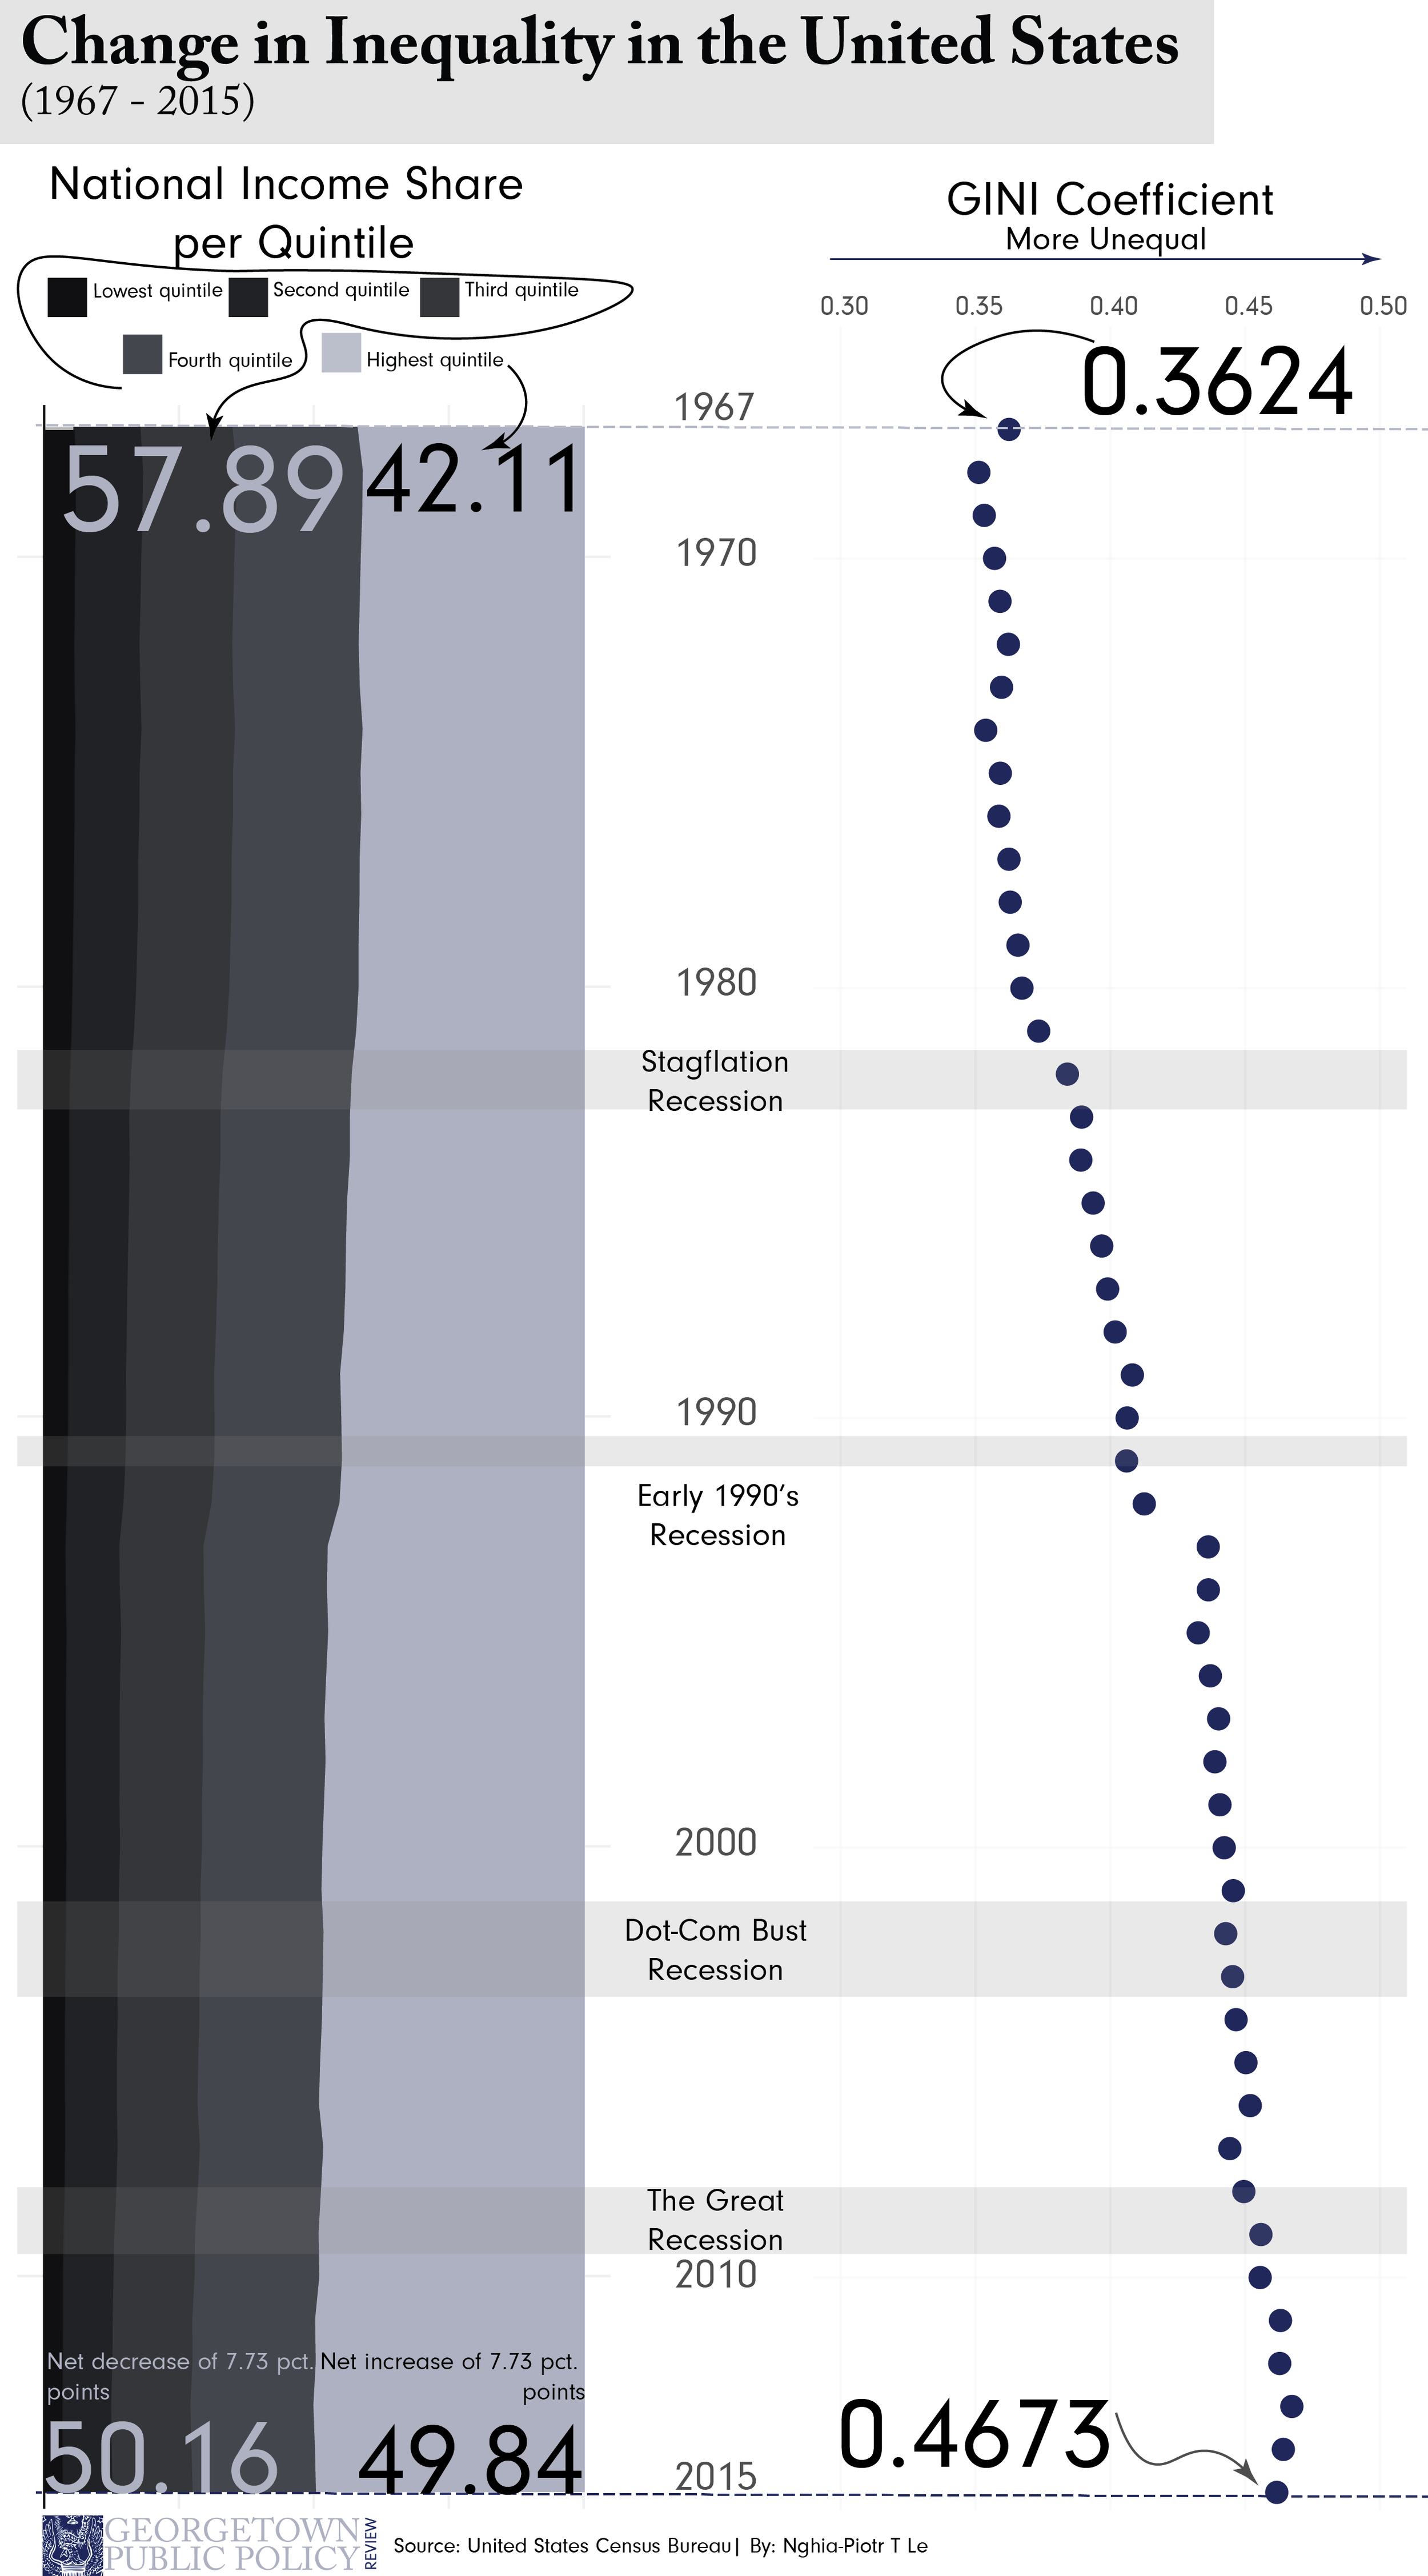 Change in Inequality in the United States
(1967 - 2015)
National Income Share
per Quintile
Lowest quintile Second quintile Third quintile
Fourth quintile Highest quintile
GINI Coefficient
More Unequal
0.30 0.35 0.40 0.45 0.50
0.3624
1967
57.89 42.11
1970
1980
Stagflation
Recession
1990
Early 1990's
Recession
2000
Dot-Com Bust
Recession
The Great
Recession
2010
Net decrease of 7.73 pct.
points
Net increase of 7.73 pct.
points
50.16 49.84
0.4673
2015
GEORGETOWN
PUBLIC POLICY
REVIEW
Source: United States Census Bureau| By: Nghia-Piotr T Le